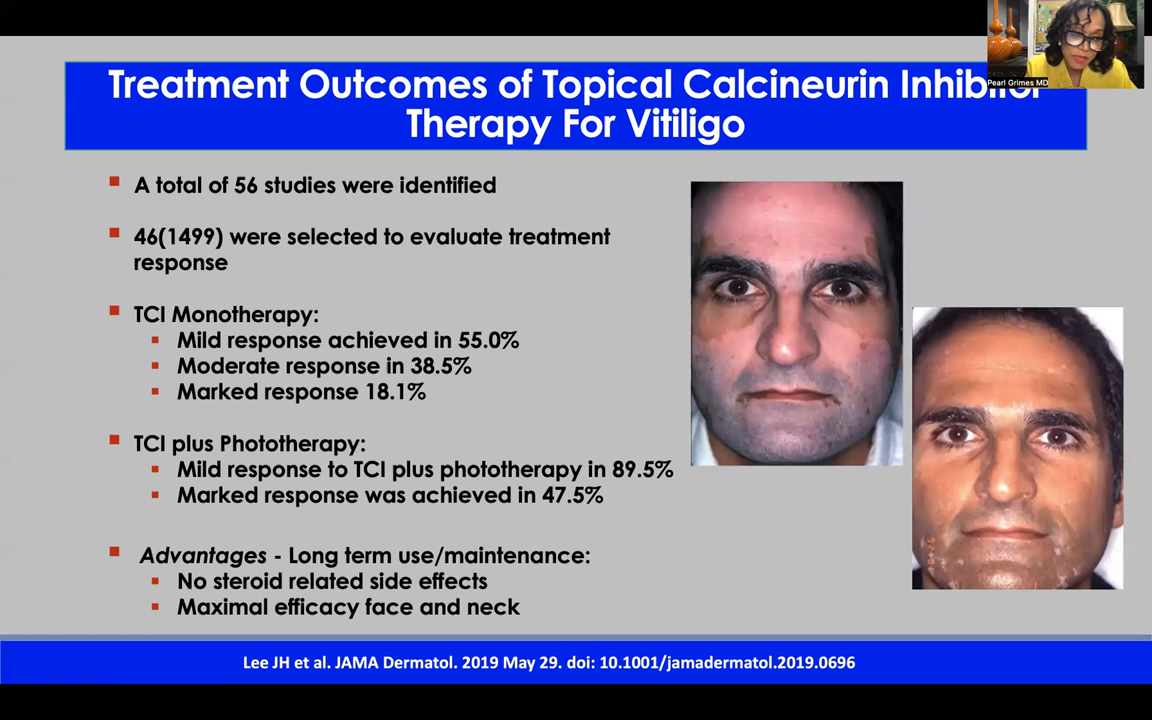 Treatment Outcomes of Topical Calcineurin Inhibitor
Therapy For Vitiligo
Pearl Grimes MD
A total of 56 studies were identified
46(1499) were selected to evaluate treatment
response
TCI Monotherapy:
Mild response achieved in 55.0%
Moderate response in 38.5%
Marked response 18.1%
TCI plus Phototherapy:
Mild response to TCI plus phototherapy in 89.5%
Marked response was achieved in 47.5%
Advantages - Long term use/maintenance:
No steroid related side effects
Maximal efficacy face and neck
Lee JH et al. JAMA Dermatol. 2019 May 29. doi: 10.1001/jamadermatol.2019.0696